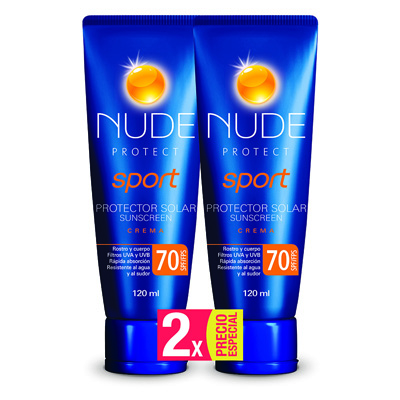 NUDE
PROTECT
sport
PROTECTOR SOLAR
SUNSCREEN
CREMA
Rostro y cuerpo
Filtros UVA y UVB
Rápida absorción
Resistente al agua
y al sudor
70 SPF/FPS
120 ml
NUDE
PROTECT
sport
PROTECTOR SOLAR
SUNSCREEN
CREMA
Rostro y cuerpo
Filtros UVA y UVB
Rápida absorción
Resistente al agua
y al sudor
70 SPF/FPS
120 ml
2x
PRECIO
ESPECIAL